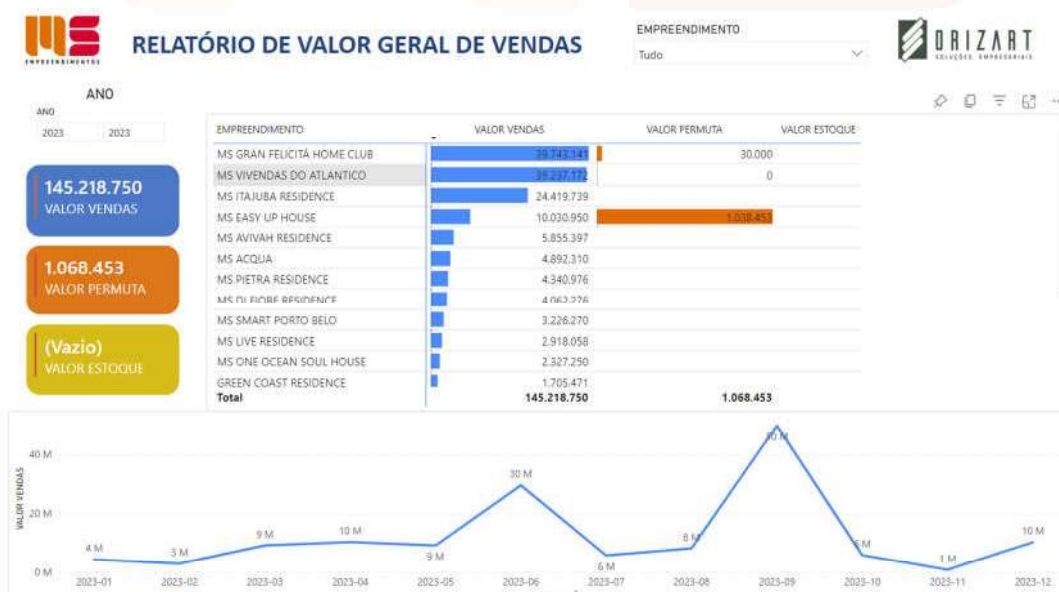 MS
EMPREENDIMENTOS
RELATÓRIO DE VALOR GERAL DE VENDAS
EMPREENDIMENTO
Tudo
ORIZART
SOLUÇÕES EMPRESARIAIS
ANO
ANO
2023 2023
145.218.750
VALOR VENDAS
1.068.453
VALOR PERMUTA
(Vazio)
VALOR ESTOQUE
EMPREENDIMENTO VALOR VENDAS VALOR PERMUTA VALOR ESTOQUE
MS GRAN FELICITÁ HOME CLUB 39.743.141 30.000
MS VIVENDAS DO ATLANTICO 39.237.172 0
MS ITAJUBA RESIDENCE 24.419.739
MS EASY UP HOUSE 10.030.950 1.038.453
MS AVIVAH RESIDENCE 5.855.397
MS ACQUA 4.892.310
MS PIETRA RESIDENCE 4.340.976
MS DI FIORE RESIDENCE 4.062.276
MS SMART PORTO BELO 3.226.270
MS LIVE RESIDENCE 2.918.058
MS ONE OCEAN SOUL HOUSE 2.327.250
GREEN COAST RESIDENCE 1.705.471
Total 145.218.750 1.068.453
VALOR VENDAS
40 M
20 M
0 M
4 M 3 M 9 M 10 M 9 M 30 M 6 M 8 M 50 M 1 M 10 M
2023-01 2023-02 2023-03 2023-04 2023-05 2023-06 2023-07 2023-08 2023-09 2023-10 2023-11 2023-12